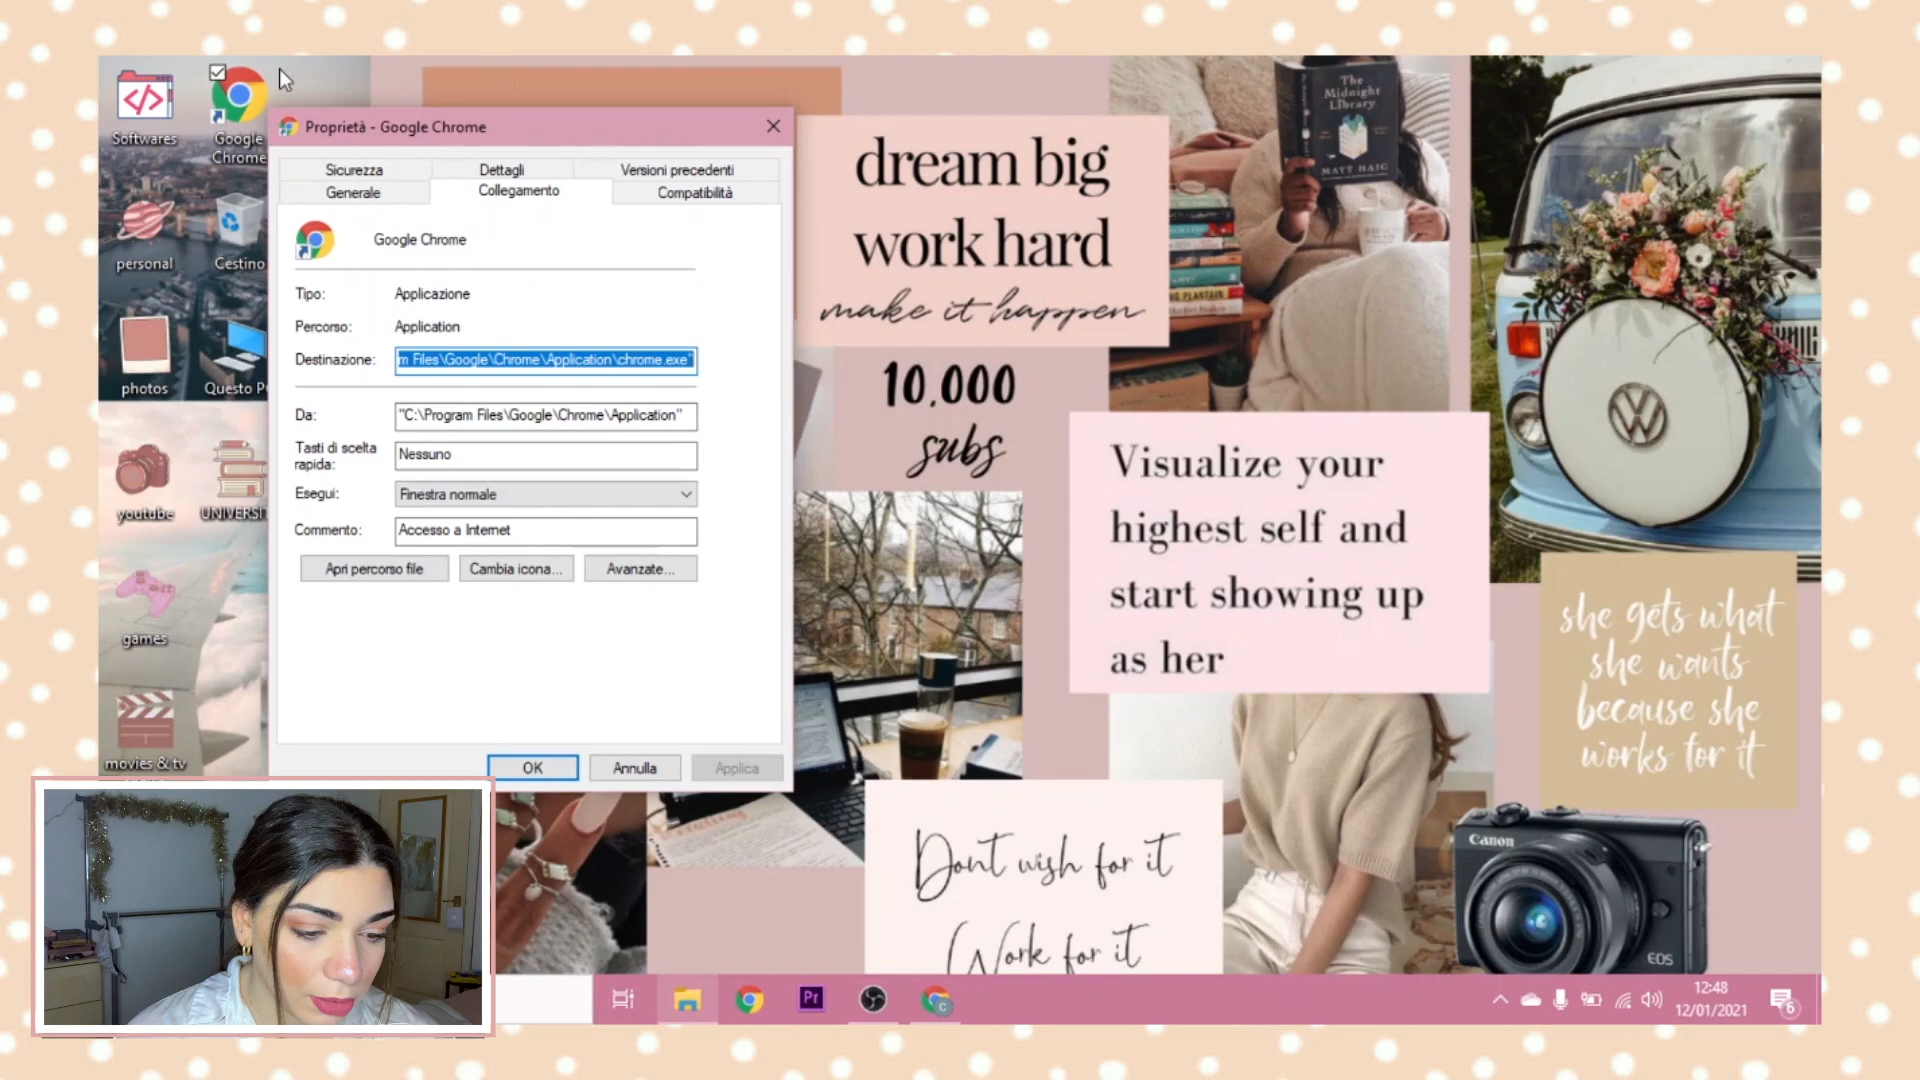 Softwares
Google
Chrome
personal
Cestino
photos
Questo P
youtube
UNIVERSI
games
movies & tv
Proprietà - Google Chrome
Sicurezza
Dettagli
Versioni precedenti
Generale
Collegamento
Compatibilità
Google Chrome
Tipo:
Applicazione
Percorso:
Application
Destinazione:
m Files\Google\Chrome\Application\chrome.exe"
Da:
"C:\Program Files\Google\Chrome\Application"
Tasti di scelta
rapida:
Nessuno
Esegui:
Finestra normale
Commento:
Accesso a Internet
Apri percorso file
Cambia icona...
Avanzate...
OK
Annulla
Applica
dream big
work hard
make it happen
10.000
subs
The
Midnight
Library
MATT HAIG
Visualize your
highest self and
start showing up
as her
she gets what
she wants
because she
works for it
Dont wish for it
Work for it
Canon
EOS
Pr
C
12:48
12/01/2021
6